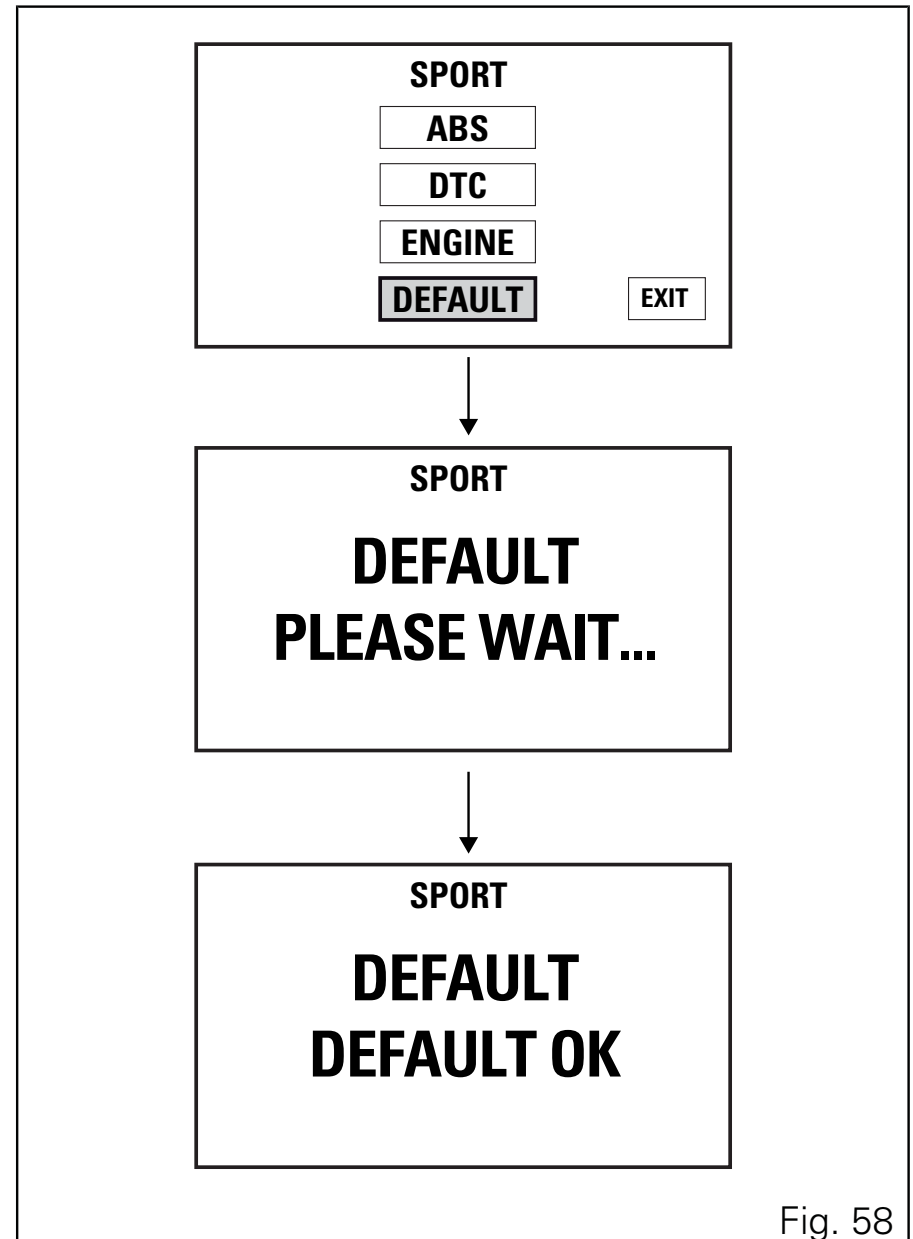 SPORT
ABS
DTC
ENGINE
DEFAULT EXIT
SPORT
DEFAULT
PLEASE WAIT...
SPORT
DEFAULT
DEFAULT OK
Fig. 58